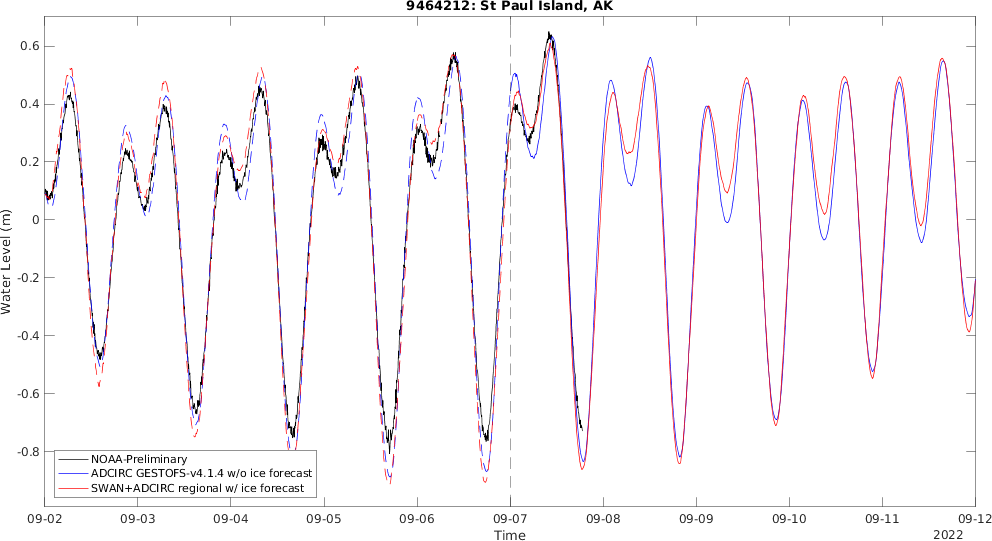 9464212: St Paul Island, AK
0.6
0.4
0.2
0
-0.2
-0.4
-0.6
-0.8
Water Level (m)
NOAA-Preliminary
ADCIRC GESTOFS-v4.1.4 w/o ice forecast
SWAN+ADCIRC regional w/ ice forecast
09-02 09-03 09-04 09-05 09-06 09-07 09-08 09-09 09-10 09-11 09-12
Time
2022